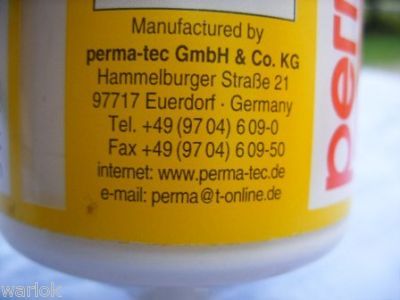 Manufactured by
perma-tec GmbH & Co. KG
Hammelburger Straße 21
97717 Euerdorf · Germany
Tel. +49 (97 04) 6 09-0
Fax +49 (97 04) 6 09-50
internet: www.perma-tec.de
e-mail: perma@t-online.de
perm
warlok